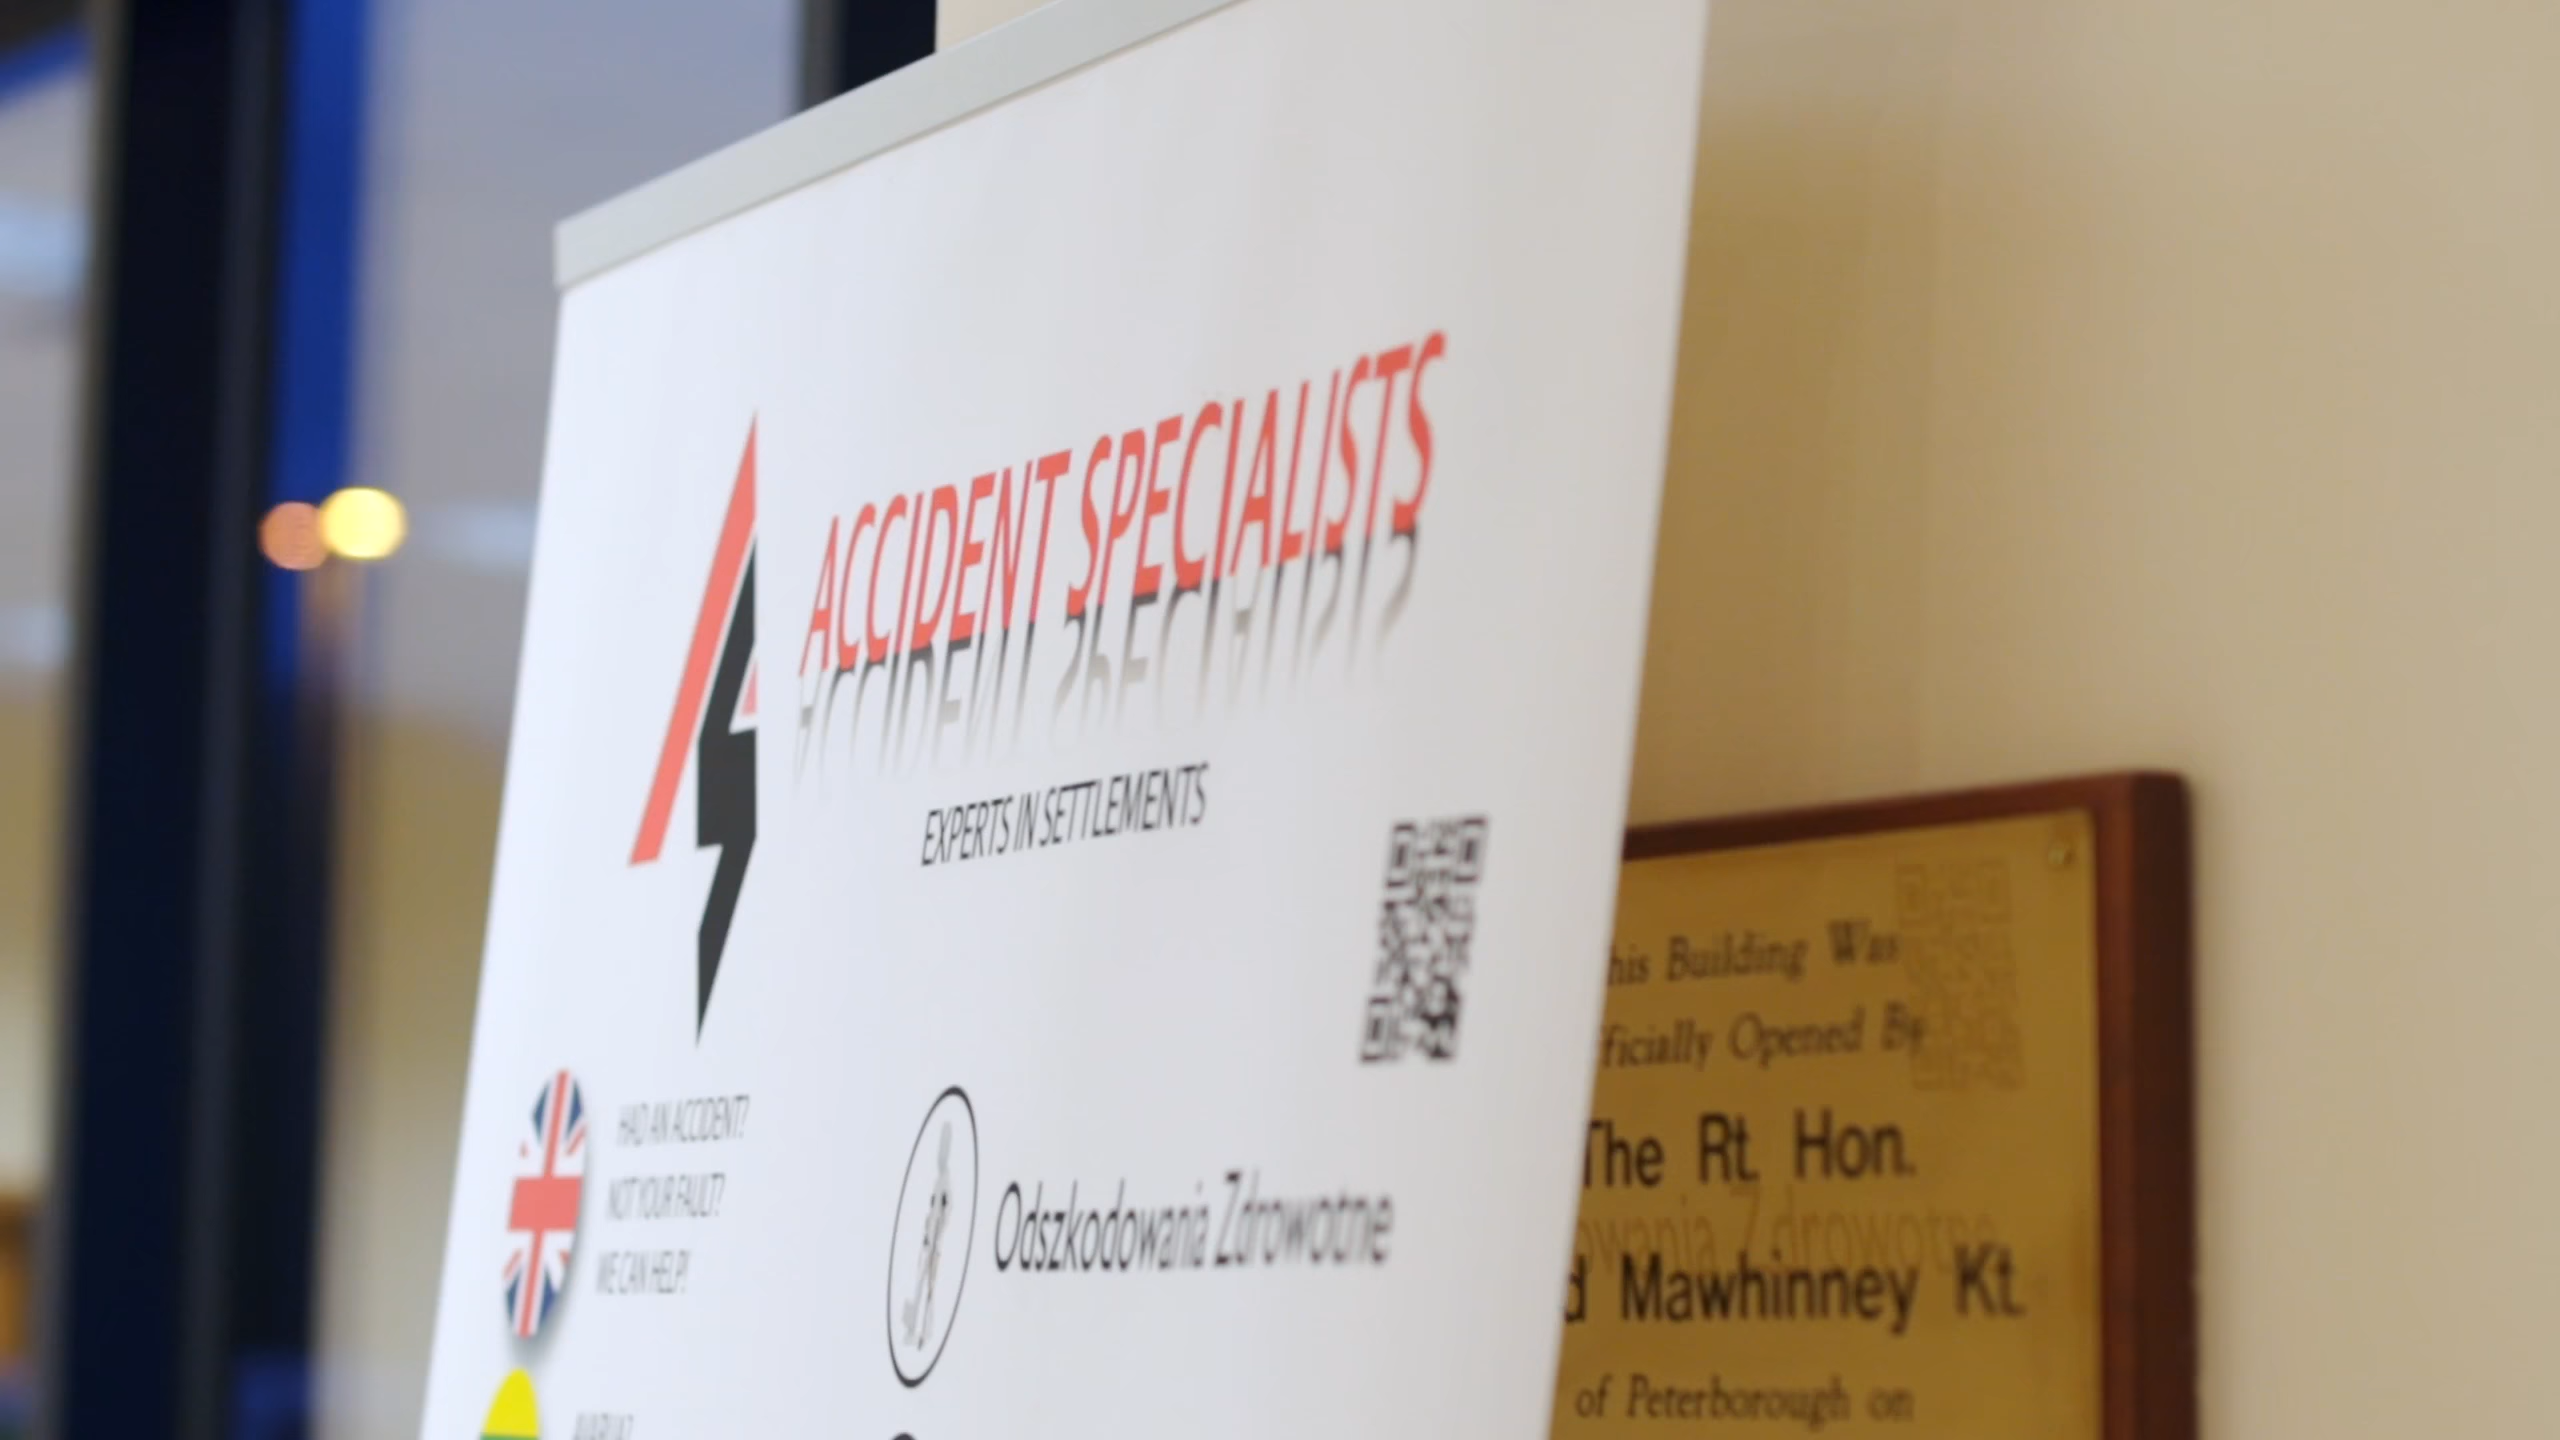 ACCIDENT SPECIALISTS
EXPERTS IN SETTLEMENTS
HAD AN ACCIDENT?
NOT YOUR FAULT?
WE CAN HELP!
Odszkodowania Zdrowotne
his Building Was
ficially Opened By
The Rt. Hon.
d Mawhinney Kt.
of Peterborough on